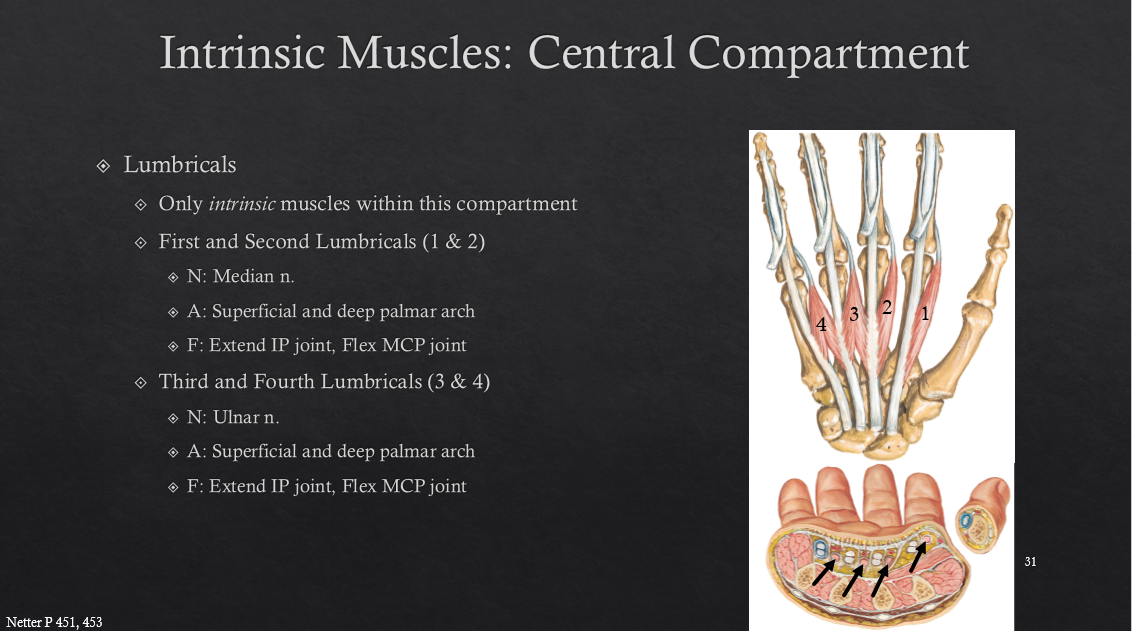 Intrinsic Muscles: Central Compartment
Lumbricals
Only intrinsic muscles within this compartment
First and Second Lumbricals (1 & 2)
N: Median n.
A: Superficial and deep palmar arch
F: Extend IP joint, Flex MCP joint
Third and Fourth Lumbricals (3 & 4)
N: Ulnar n.
A: Superficial and deep palmar arch
F: Extend IP joint, Flex MCP joint
4 3 2 1
31
Netter P 451, 453